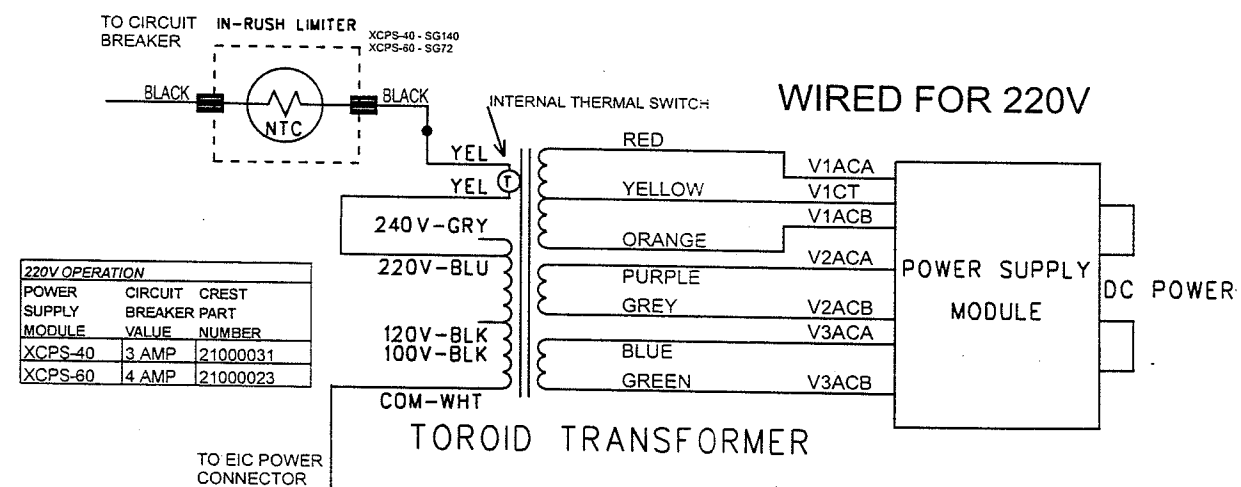 TO CIRCUIT
BREAKER
IN-RUSH LIMITER
XCPS-40 - SG140
XCPS-60 - SG72
BLACK
BLACK
NTC
INTERNAL THERMAL SWITCH
WIRED FOR 220V
YEL
T
YEL
240V-GRY
220V-BLU
120V-BLK
100V-BLK
COM-WHT
RED
YELLOW
ORANGE
PURPLE
GREY
BLUE
GREEN
V1ACA
V1CT
V1ACB
V2ACA
V2ACB
V3ACA
V3ACB
POWER SUPPLY
MODULE
DC POWER
220V OPERATION
POWER CIRCUIT CREST
SUPPLY BREAKER PART
MODULE VALUE NUMBER
XCPS-40 3 AMP 21000031
XCPS-60 4 AMP 21000023
TOROID TRANSFORMER
TO EIC POWER
CONNECTOR